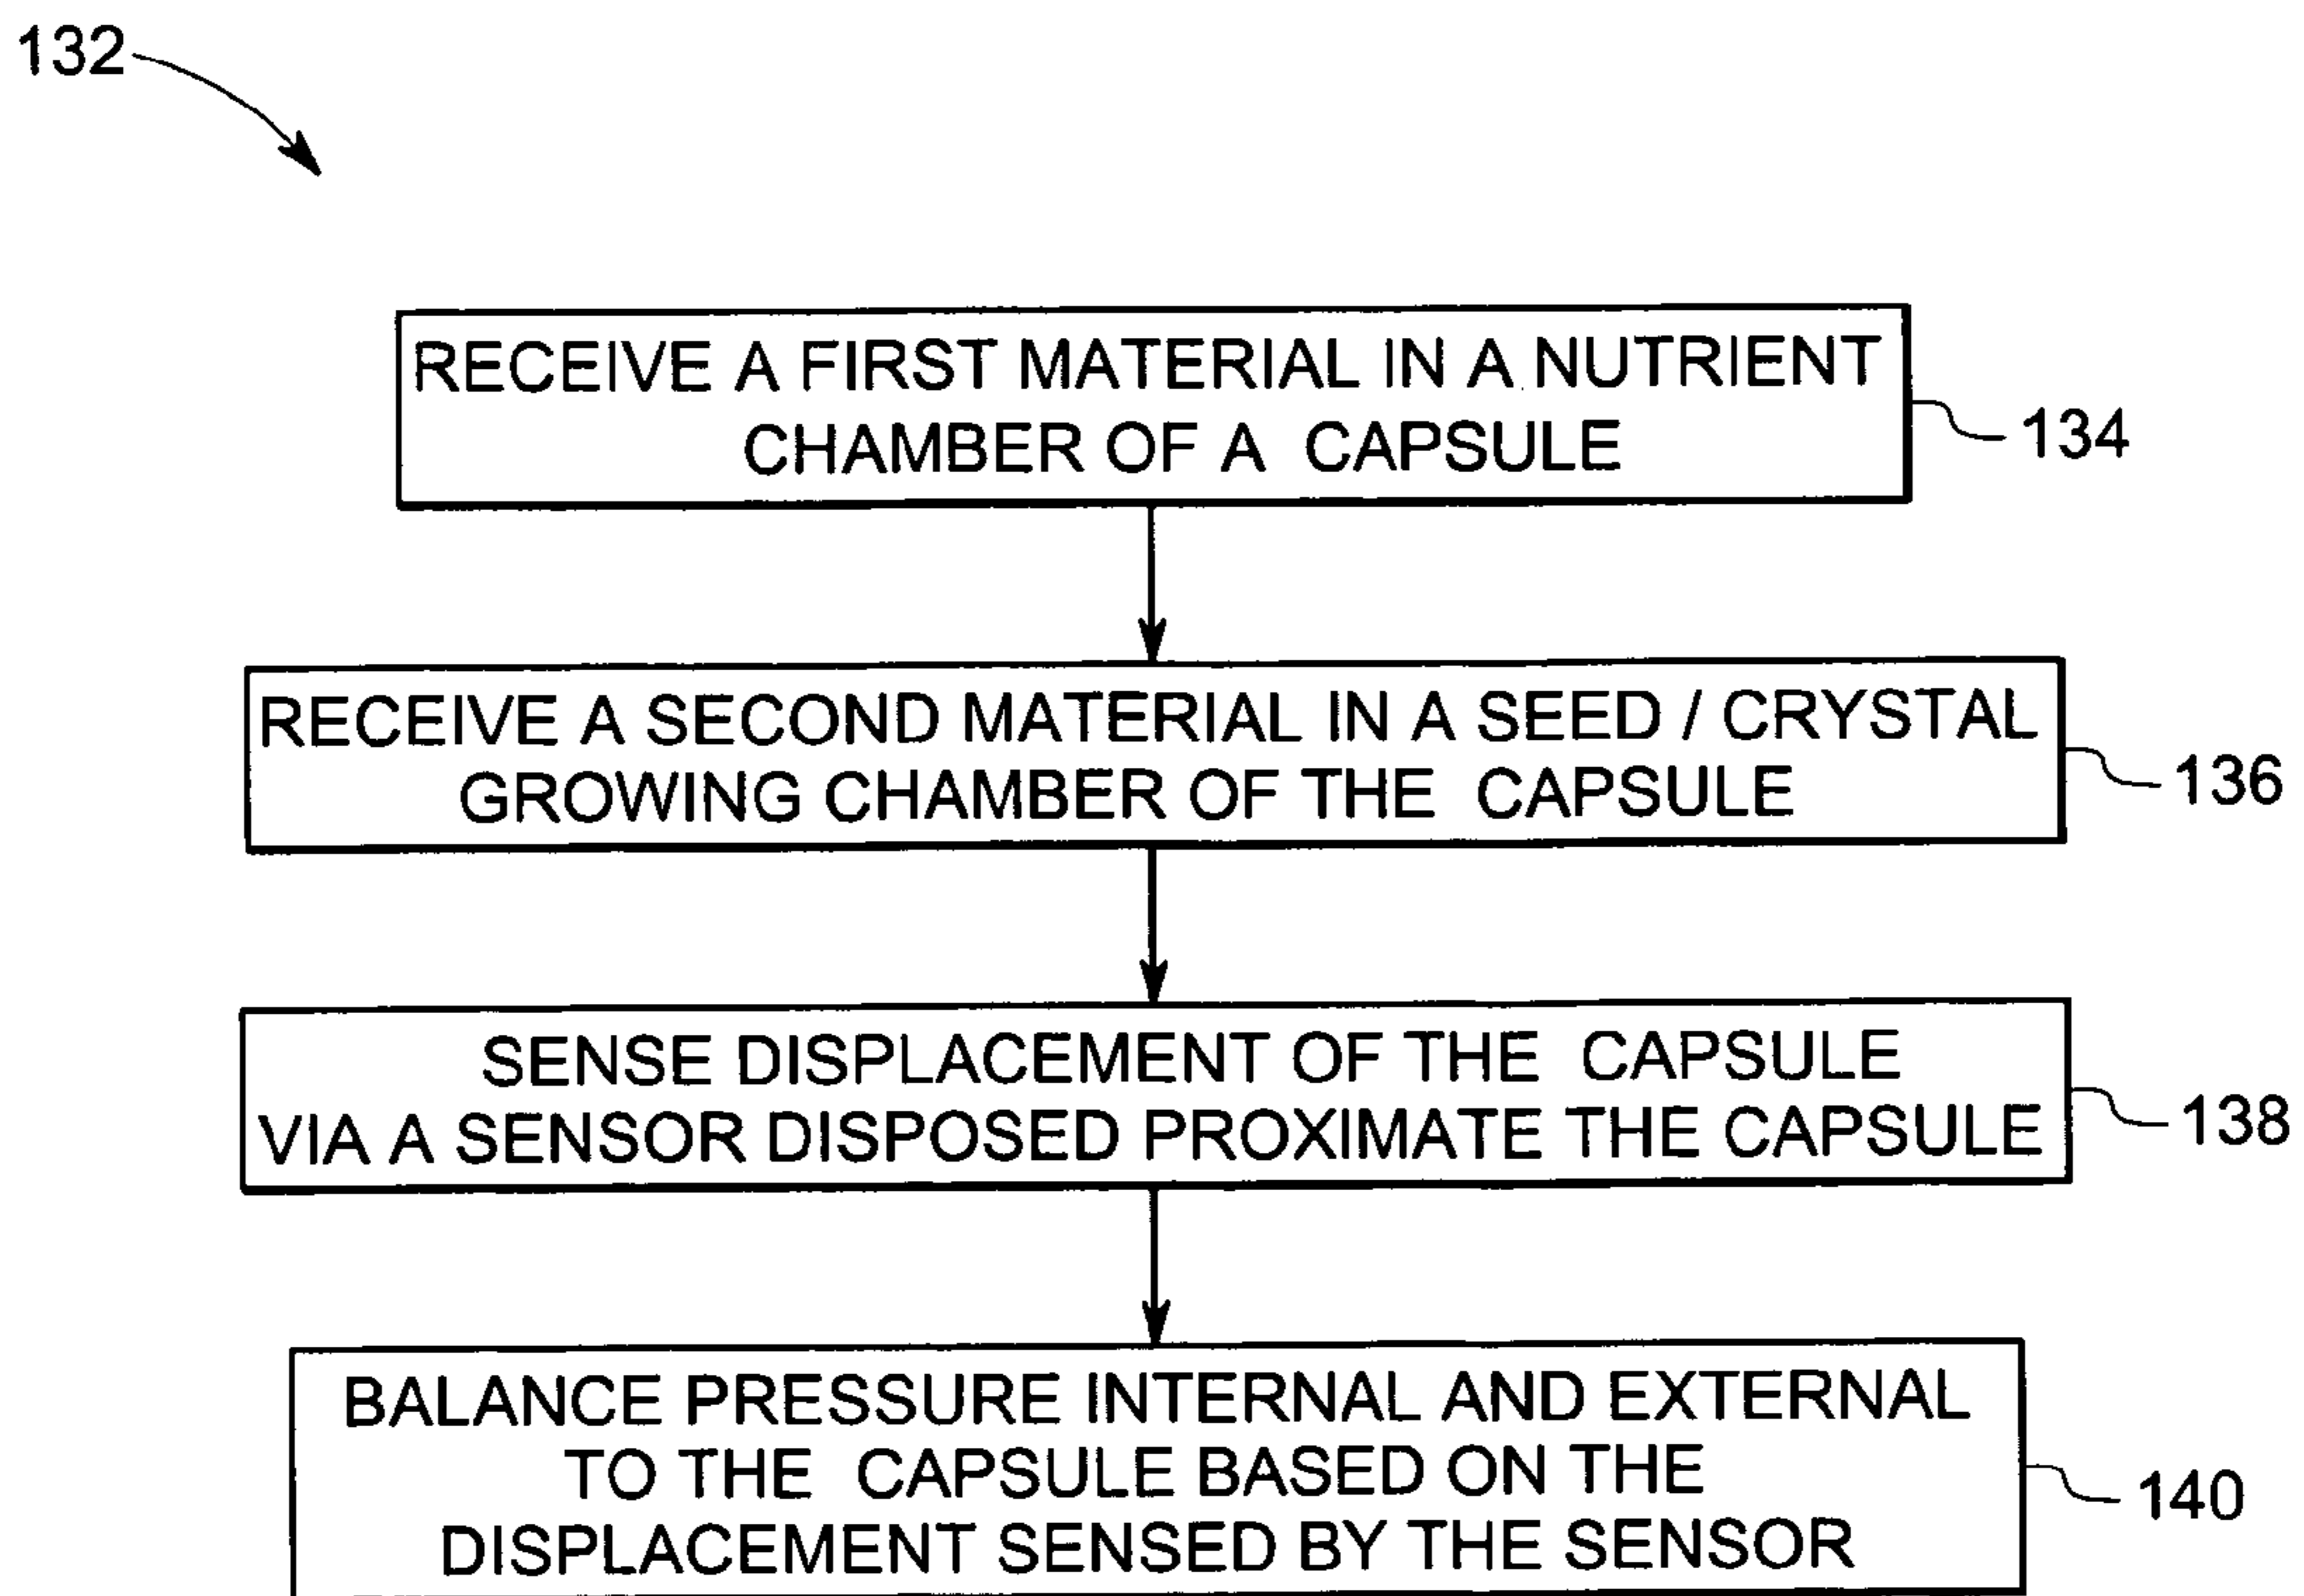 132
RECEIVE A FIRST MATERIAL IN A NUTRIENT
CHAMBER OF A CAPSULE
134
RECEIVE A SECOND MATERIAL IN A SEED / CRYSTAL
GROWING CHAMBER OF THE CAPSULE
136
SENSE DISPLACEMENT OF THE CAPSULE
VIA A SENSOR DISPOSED PROXIMATE THE CAPSULE
138
BALANCE PRESSURE INTERNAL AND EXTERNAL
TO THE CAPSULE BASED ON THE
DISPLACEMENT SENSED BY THE SENSOR
140